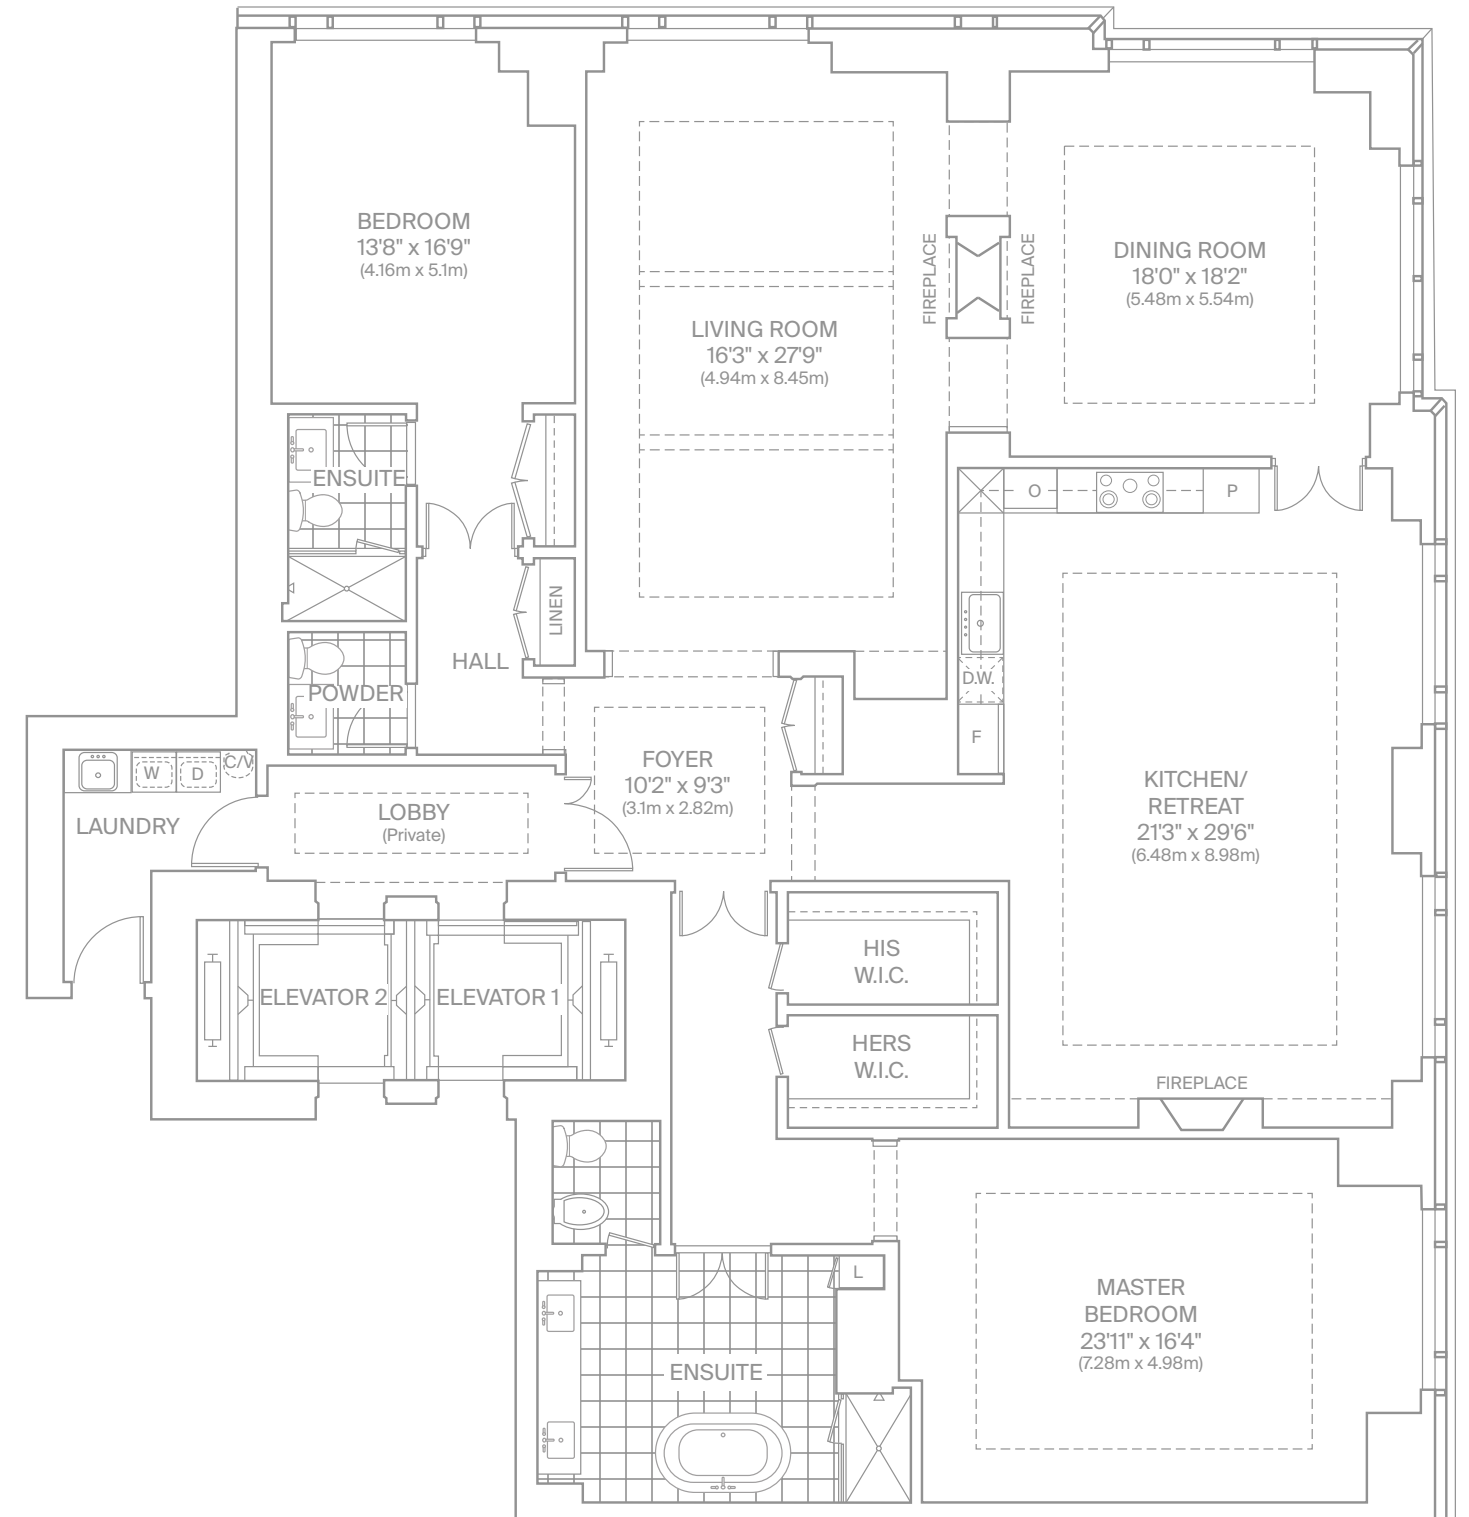 BEDROOM
13'8" x 16'9"
(4.16m x 5.1m)
LIVING ROOM
16'3" x 27'9"
(4.94m x 8.45m)
FIREPLACE
FIREPLACE
DINING ROOM
18'0" x 18'2"
(5.48m x 5.54m)
ENSUITE
O
P
LINEN
HALL
D.W.
POWDER
F
W
D
C/V
LAUNDRY
LOBBY
(Private)
FOYER
10'2" x 9'3"
(3.1m x 2.82m)
KITCHEN/
RETREAT
21'3" x 29'6"
(6.48m x 8.98m)
HIS
W.I.C.
ELEVATOR 2
ELEVATOR 1
HERS
W.I.C.
FIREPLACE
L
MASTER
BEDROOM
23'11" x 16'4"
(7.28m x 4.98m)
ENSUITE